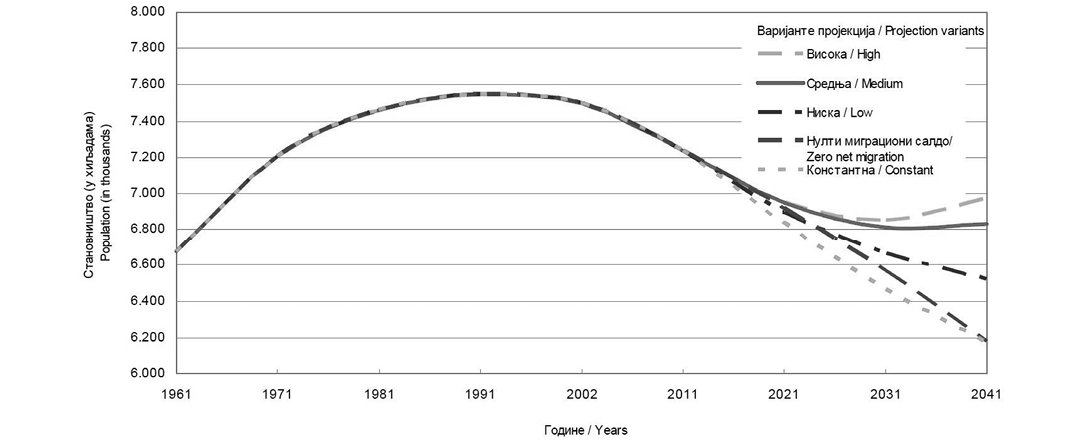 8.000
7.800
7.600
7.400
7.200
7.000
6.800
6.600
6.400
6.200
6.000
Становништво (у хиљадама)
Population (in thousands)
Варијанте пројекција / Projection variants
Висока / High
Средња / Medium
Ниска / Low
Нулти миграциони салдо/
Zero net migration
Константна / Constant
1961 1971 1981 1991 2002 2011 2021 2031 2041
Године / Years